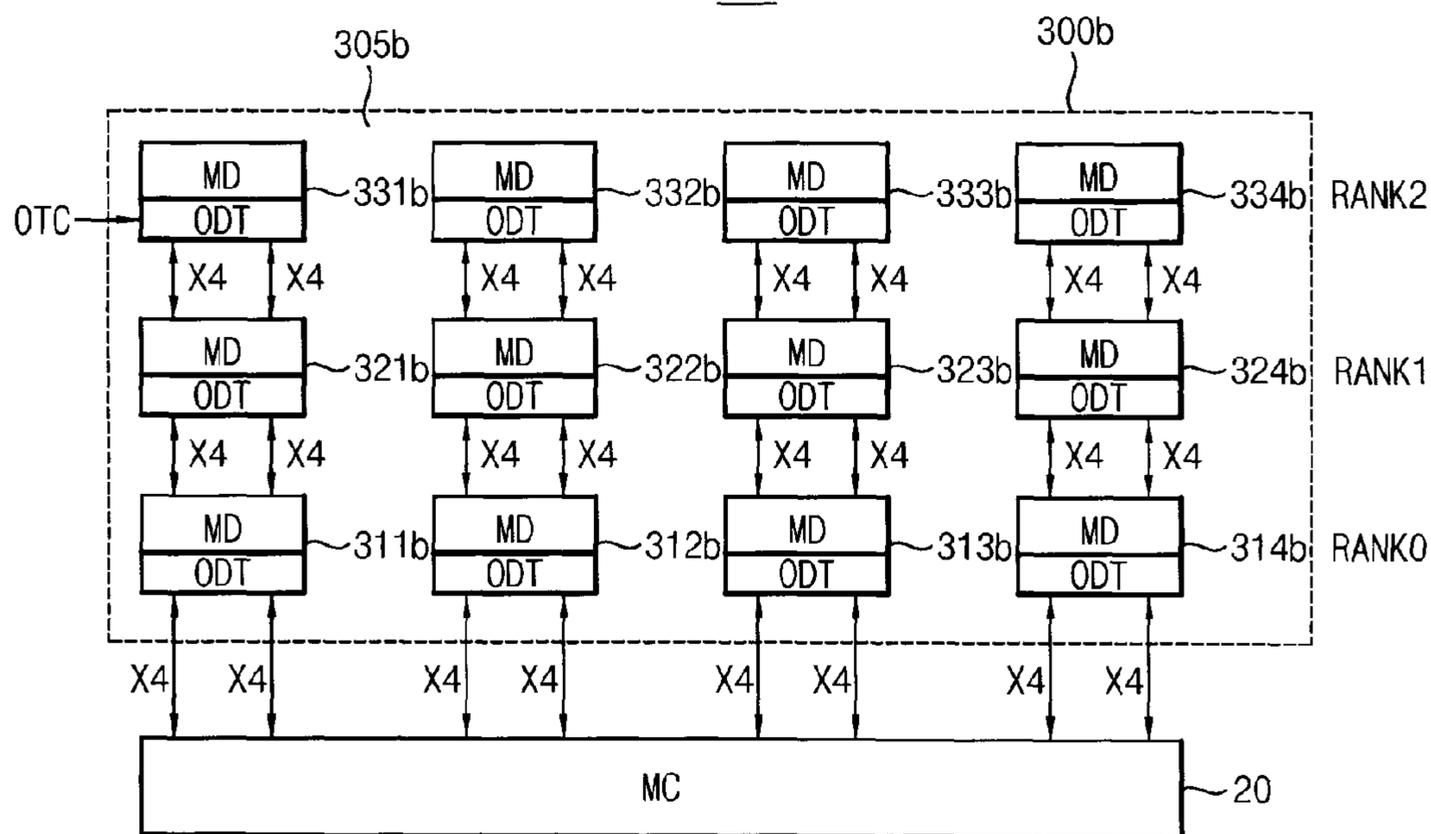 305b 300b
MD 331b MD 332b MD 333b MD 334b RANK2
OTC ODT ODT ODT ODT
X4 X4 X4 X4 X4 X4 X4 X4
MD 321b MD 322b MD 323b MD 324b RANK1
ODT ODT ODT ODT
X4 X4 X4 X4 X4 X4 X4 X4
MD 311b MD 312b MD 313b MD 314b RANK0
ODT ODT ODT ODT
X4 X4 X4 X4 X4 X4 X4 X4
MC 20